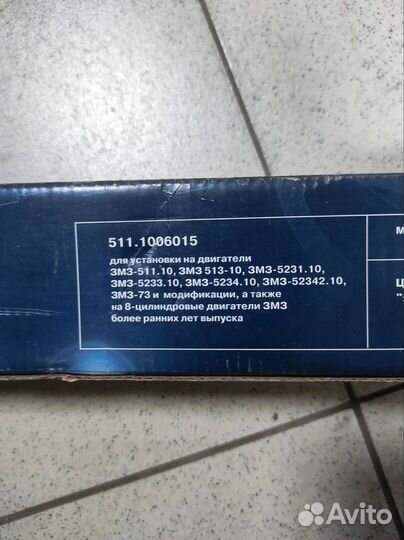 511.1006015
для установки на двигатели
ЗМЗ-511.10, ЗМЗ 513-10, ЗМЗ-5231.10,
ЗМЗ-5233.10, ЗМЗ-5234.10, ЗМЗ-52342.10,
ЗМЗ-73 и модификации, а также
на 8-цилиндровые двигатели ЗМЗ
более ранних лет выпуска
Avito